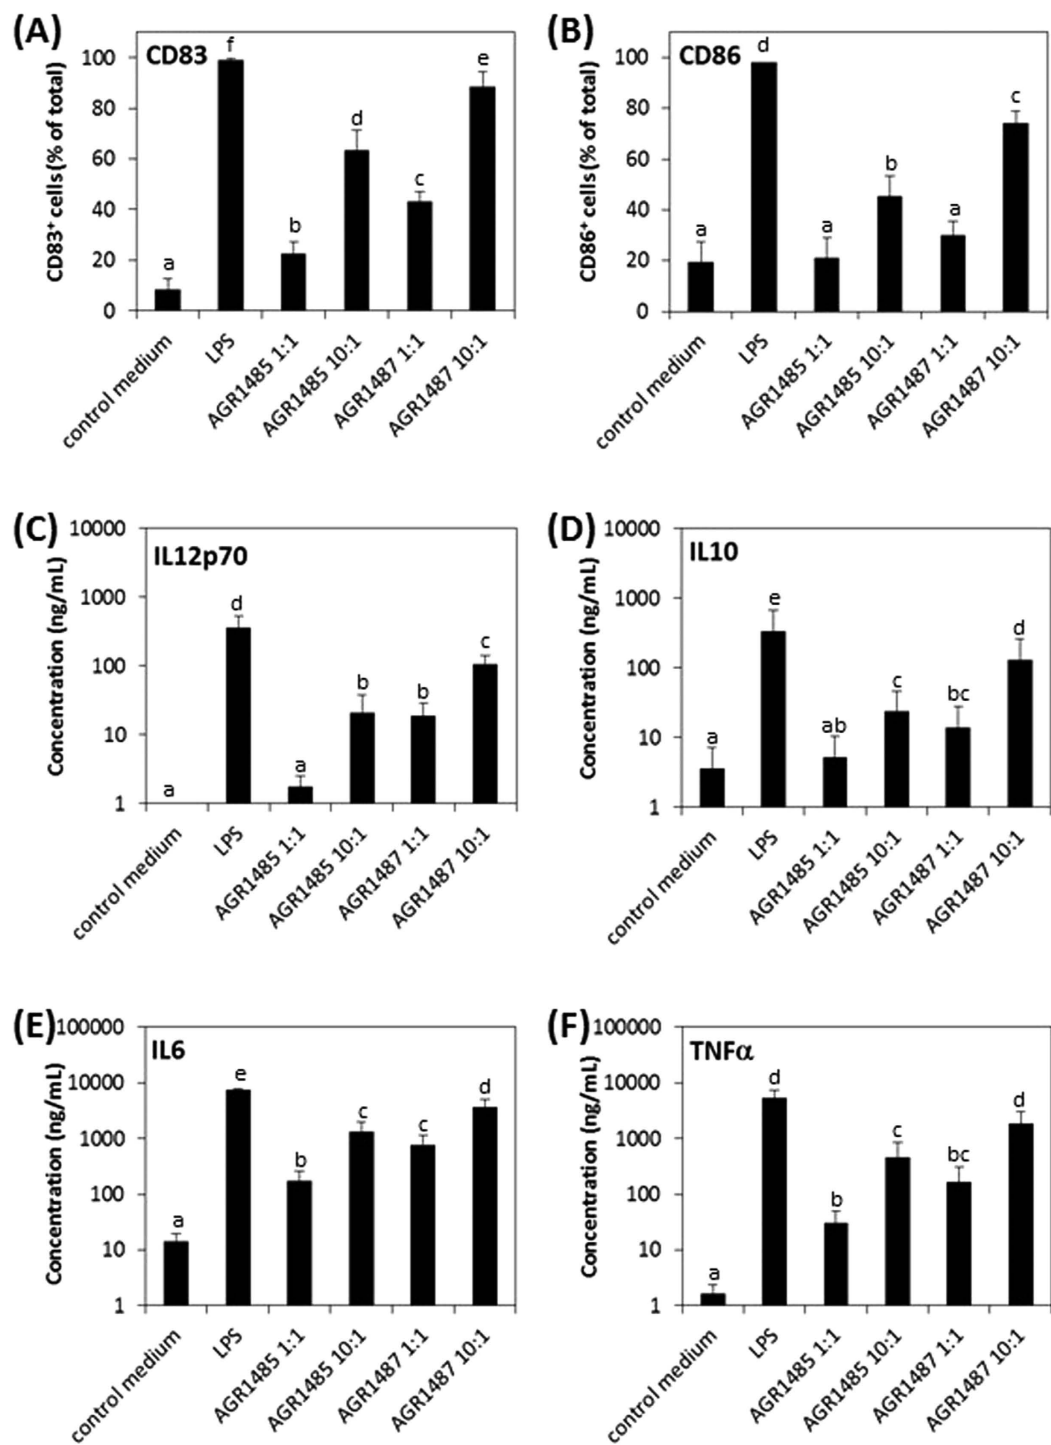 (A)
CD83
CD83⁺ cells (% of total)
100
80
60
40
20
0
a
f
b
d
c
e
control medium
LPS
AGR1485 1:1
AGR1485 10:1
AGR1487 1:1
AGR1487 10:1
(B)
CD86
CD86⁺ cells (% of total)
100
80
60
40
20
0
a
d
a
b
a
c
control medium
LPS
AGR1485 1:1
AGR1485 10:1
AGR1487 1:1
AGR1487 10:1
(C)
IL12p70
Concentration (ng/mL)
10000
1000
100
10
1
a
d
a
b
b
c
control medium
LPS
AGR1485 1:1
AGR1485 10:1
AGR1487 1:1
AGR1487 10:1
(D)
IL10
Concentration (ng/mL)
10000
1000
100
10
1
a
e
ab
c
bc
d
control medium
LPS
AGR1485 1:1
AGR1485 10:1
AGR1487 1:1
AGR1487 10:1
(E)
IL6
Concentration (ng/mL)
100000
10000
1000
100
10
1
a
e
b
c
c
d
control medium
LPS
AGR1485 1:1
AGR1485 10:1
AGR1487 1:1
AGR1487 10:1
(F)
TNFα
Concentration (ng/mL)
100000
10000
1000
100
10
1
a
d
b
c
bc
d
control medium
LPS
AGR1485 1:1
AGR1485 10:1
AGR1487 1:1
AGR1487 10:1